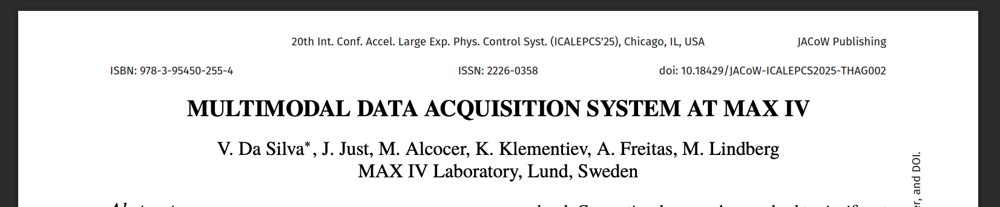 20th Int. Conf. Accel. Large Exp. Phys. Control Syst. (ICALEPCS'25), Chicago, IL, USA JACoW Publishing
ISBN: 978-3-95450-255-4 ISSN: 2226-0358 doi: 10.18429/JACoW-ICALEPCS2025-THAG002
MULTIMODAL DATA ACQUISITION SYSTEM AT MAX IV
V. Da Silva*, J. Just, M. Alcocer, K. Klementiev, A. Freitas, M. Lindberg
MAX IV Laboratory, Lund, Sweden
, and DOI.